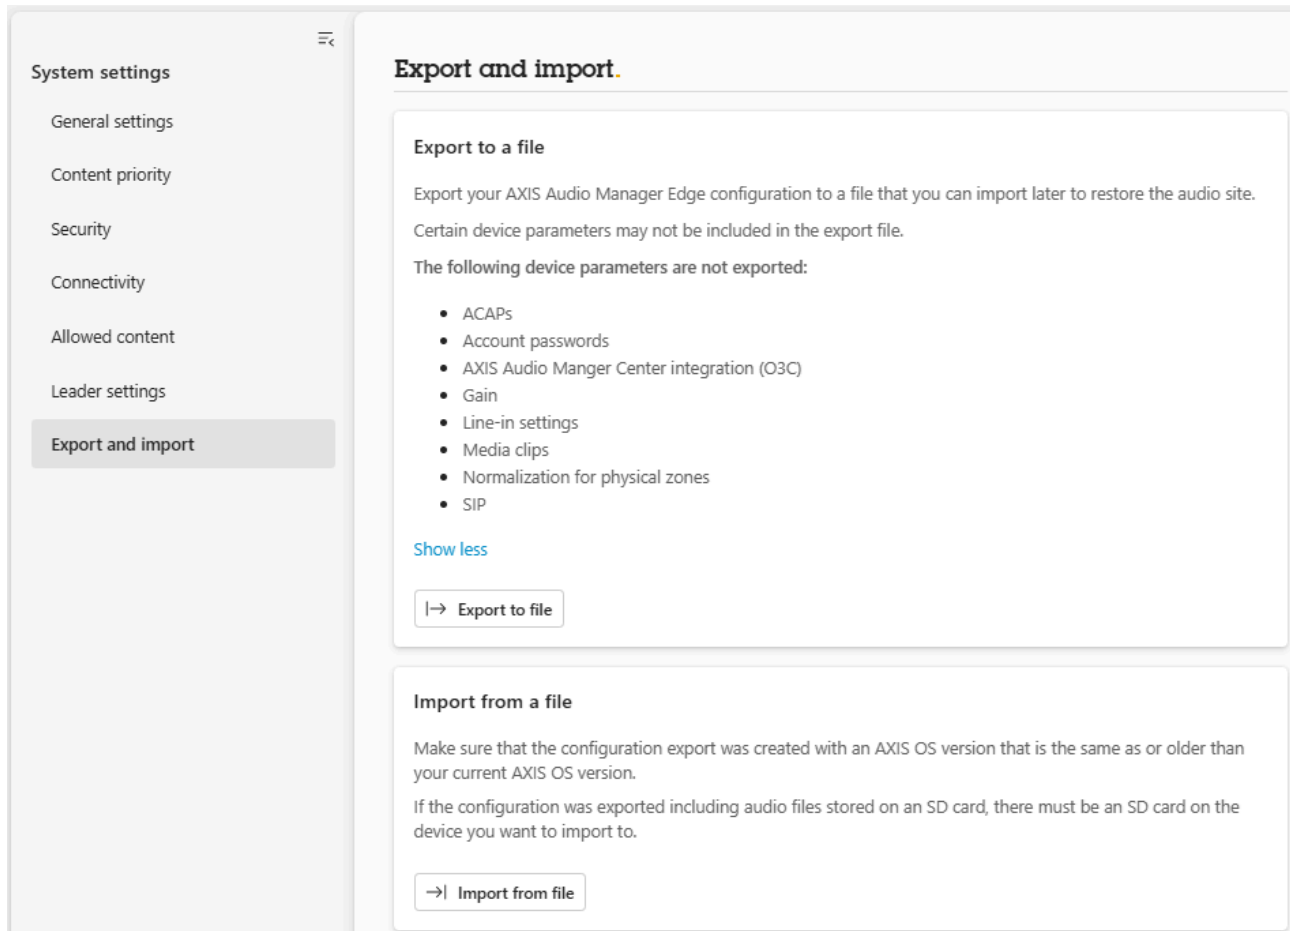 System settings
General settings
Content priority
Security
Connectivity
Allowed content
Leader settings
Export and import
Export and import.
Export to a file
Export your AXIS Audio Manager Edge configuration to a file that you can import later to restore the audio site.
Certain device parameters may not be included in the export file.
The following device parameters are not exported:
ACAPs
Account passwords
AXIS Audio Manger Center integration (O3C)
Gain
Line-in settings
Media clips
Normalization for physical zones
SIP
Show less
Export to file
Import from a file
Make sure that the configuration export was created with an AXIS OS version that is the same as or older than
your current AXIS OS version.
If the configuration was exported including audio files stored on an SD card, there must be an SD card on the
device you want to import to.
Import from file